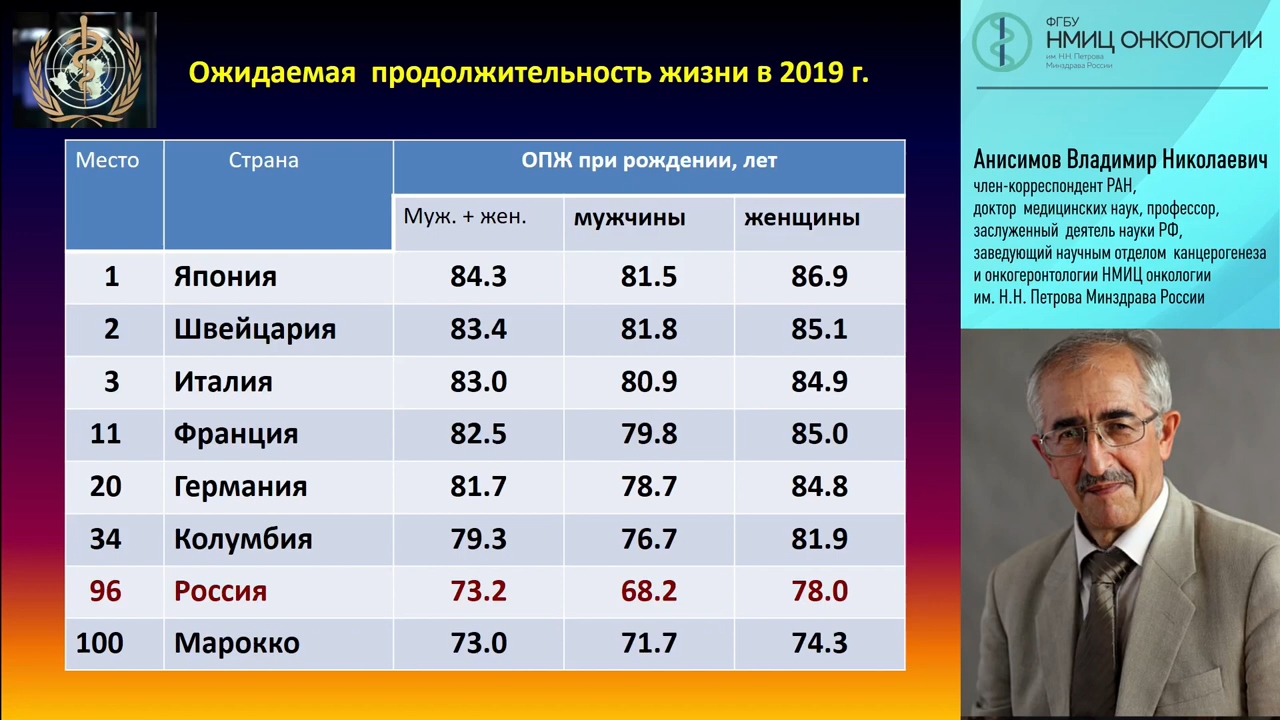 Ожидаемая продолжительность жизни в 2019 г.
Место Страна ОПЖ при рождении, лет
Муж. + жен. мужчины женщины
1 Япония 84.3 81.5 86.9
2 Швейцария 83.4 81.8 85.1
3 Италия 83.0 80.9 84.9
11 Франция 82.5 79.8 85.0
20 Германия 81.7 78.7 84.8
34 Колумбия 79.3 76.7 81.9
96 Россия 73.2 68.2 78.0
100 Марокко 73.0 71.7 74.3
ФГБУ
НМИЦ ОНКОЛОГИИ
им. Н.Н. Петрова
Минздрава России
Анисимов Владимир Николаевич
член-корреспондент РАН,
доктор медицинских наук, профессор,
заслуженный деятель науки РФ,
заведующий научным отделом канцерогенеза
и онкогеронтологии НМИЦ онкологии
им. Н.Н. Петрова Минздрава России